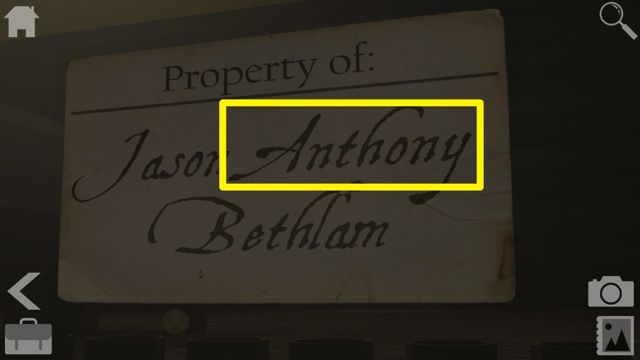 Property of:
Jason Anthony
Bethlam